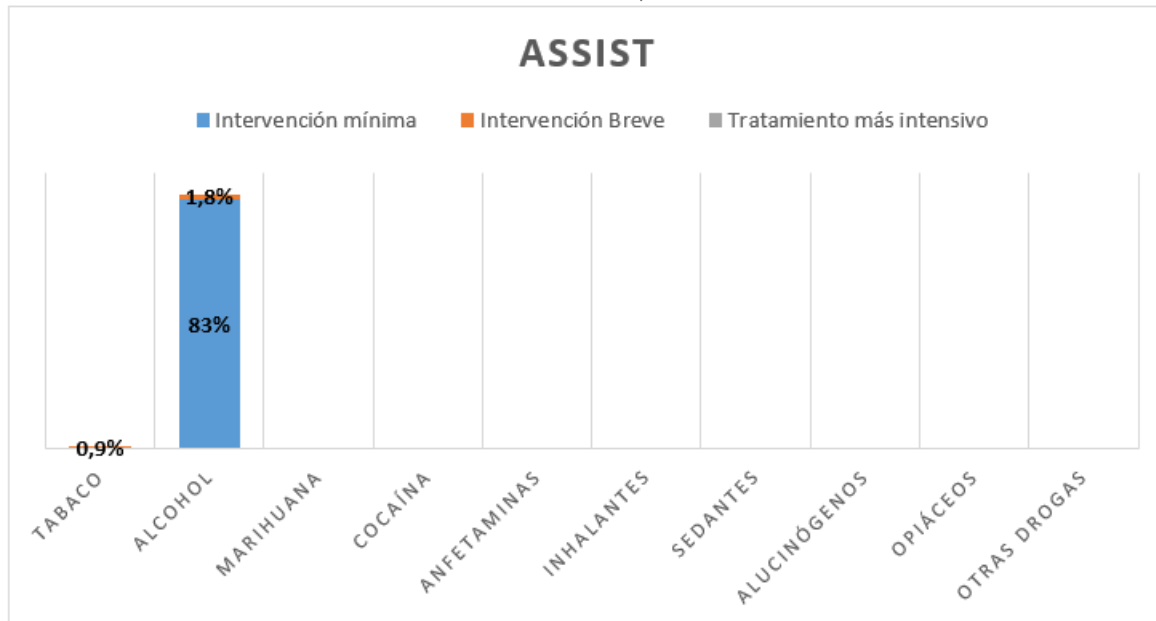 ASSIST
Intervención mínima Intervención Breve Tratamiento más intensivo
1,8%
83%
0,9%
TABACO
ALCOHOL
MARIHUANA
COCAÍNA
ANFETAMINAS
INHALANTES
SEDANTES
ALUCINÓGENOS
OPIÁCEOS
OTRAS DROGAS